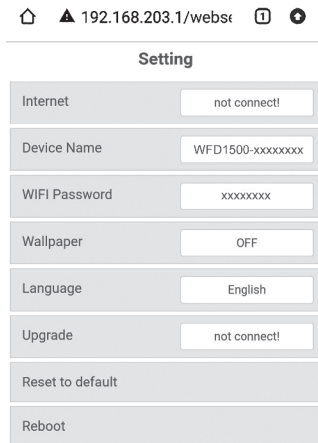 192.168.203.1/webse
1
Setting
Internet not connect!
Device Name WFD1500-xxxxxxxx
WIFI Password xxxxxxxx
Wallpaper OFF
Language English
Upgrade not connect!
Reset to default
Reboot